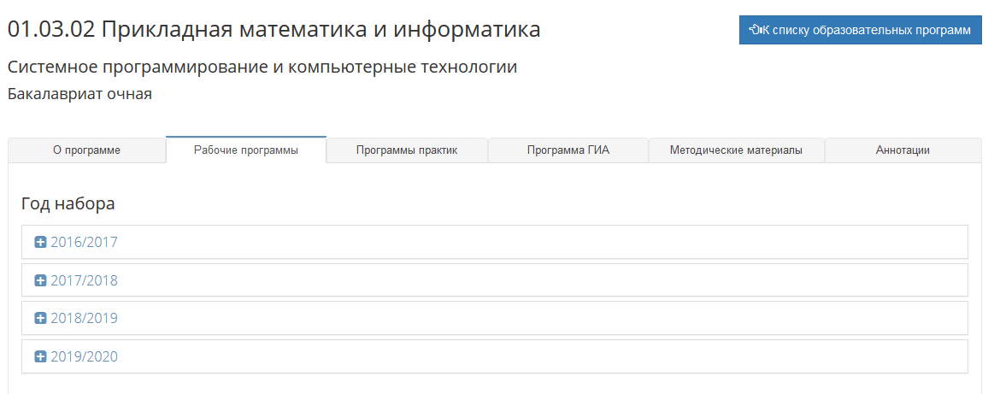 01.03.02 Прикладная математика и информатика
К списку образовательных программ
Системное программирование и компьютерные технологии
Бакалавриат очная
О программе
Рабочие программы
Программы практик
Программа ГИА
Методические материалы
Аннотации
Год набора
2016/2017
2017/2018
2018/2019
2019/2020